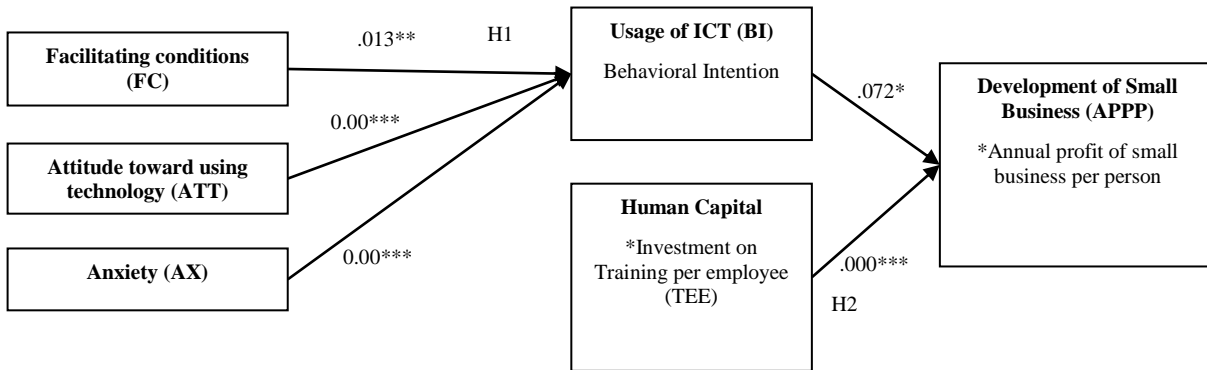 Facilitating conditions
(FC)
.013**
H1
Attitude toward using
technology (ATT)
0.00***
Anxiety (AX)
0.00***
Usage of ICT (BI)
Behavioral Intention
.072*
Human Capital
*Investment on
Training per employee
(TEE)
.000***
H2
Development of Small
Business (APPP)
*Annual profit of small
business per person